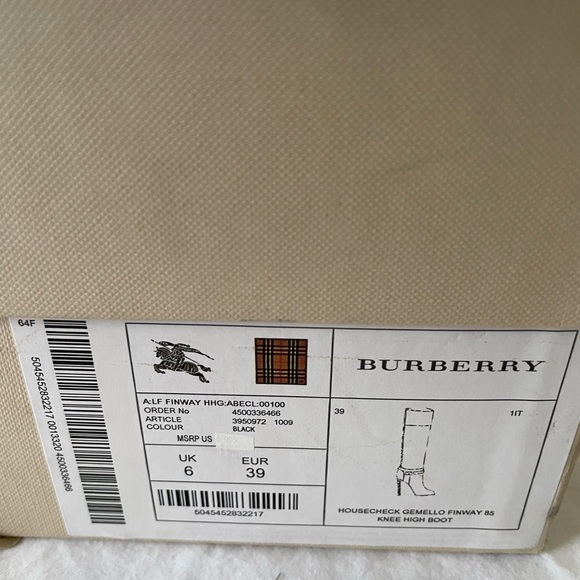 64F
5045452832217 0013320 4500336466
BURBERRY
A:LF FINWAY HHG:ABECL:00100
ORDER No 4500336466
ARTICLE 3950972 1009
COLOUR BLACK
MSRP US
UK EUR
6 39
5045452832217
39 1IT
HOUSECHECK GEMELLO FINWAY 85
KNEE HIGH BOOT